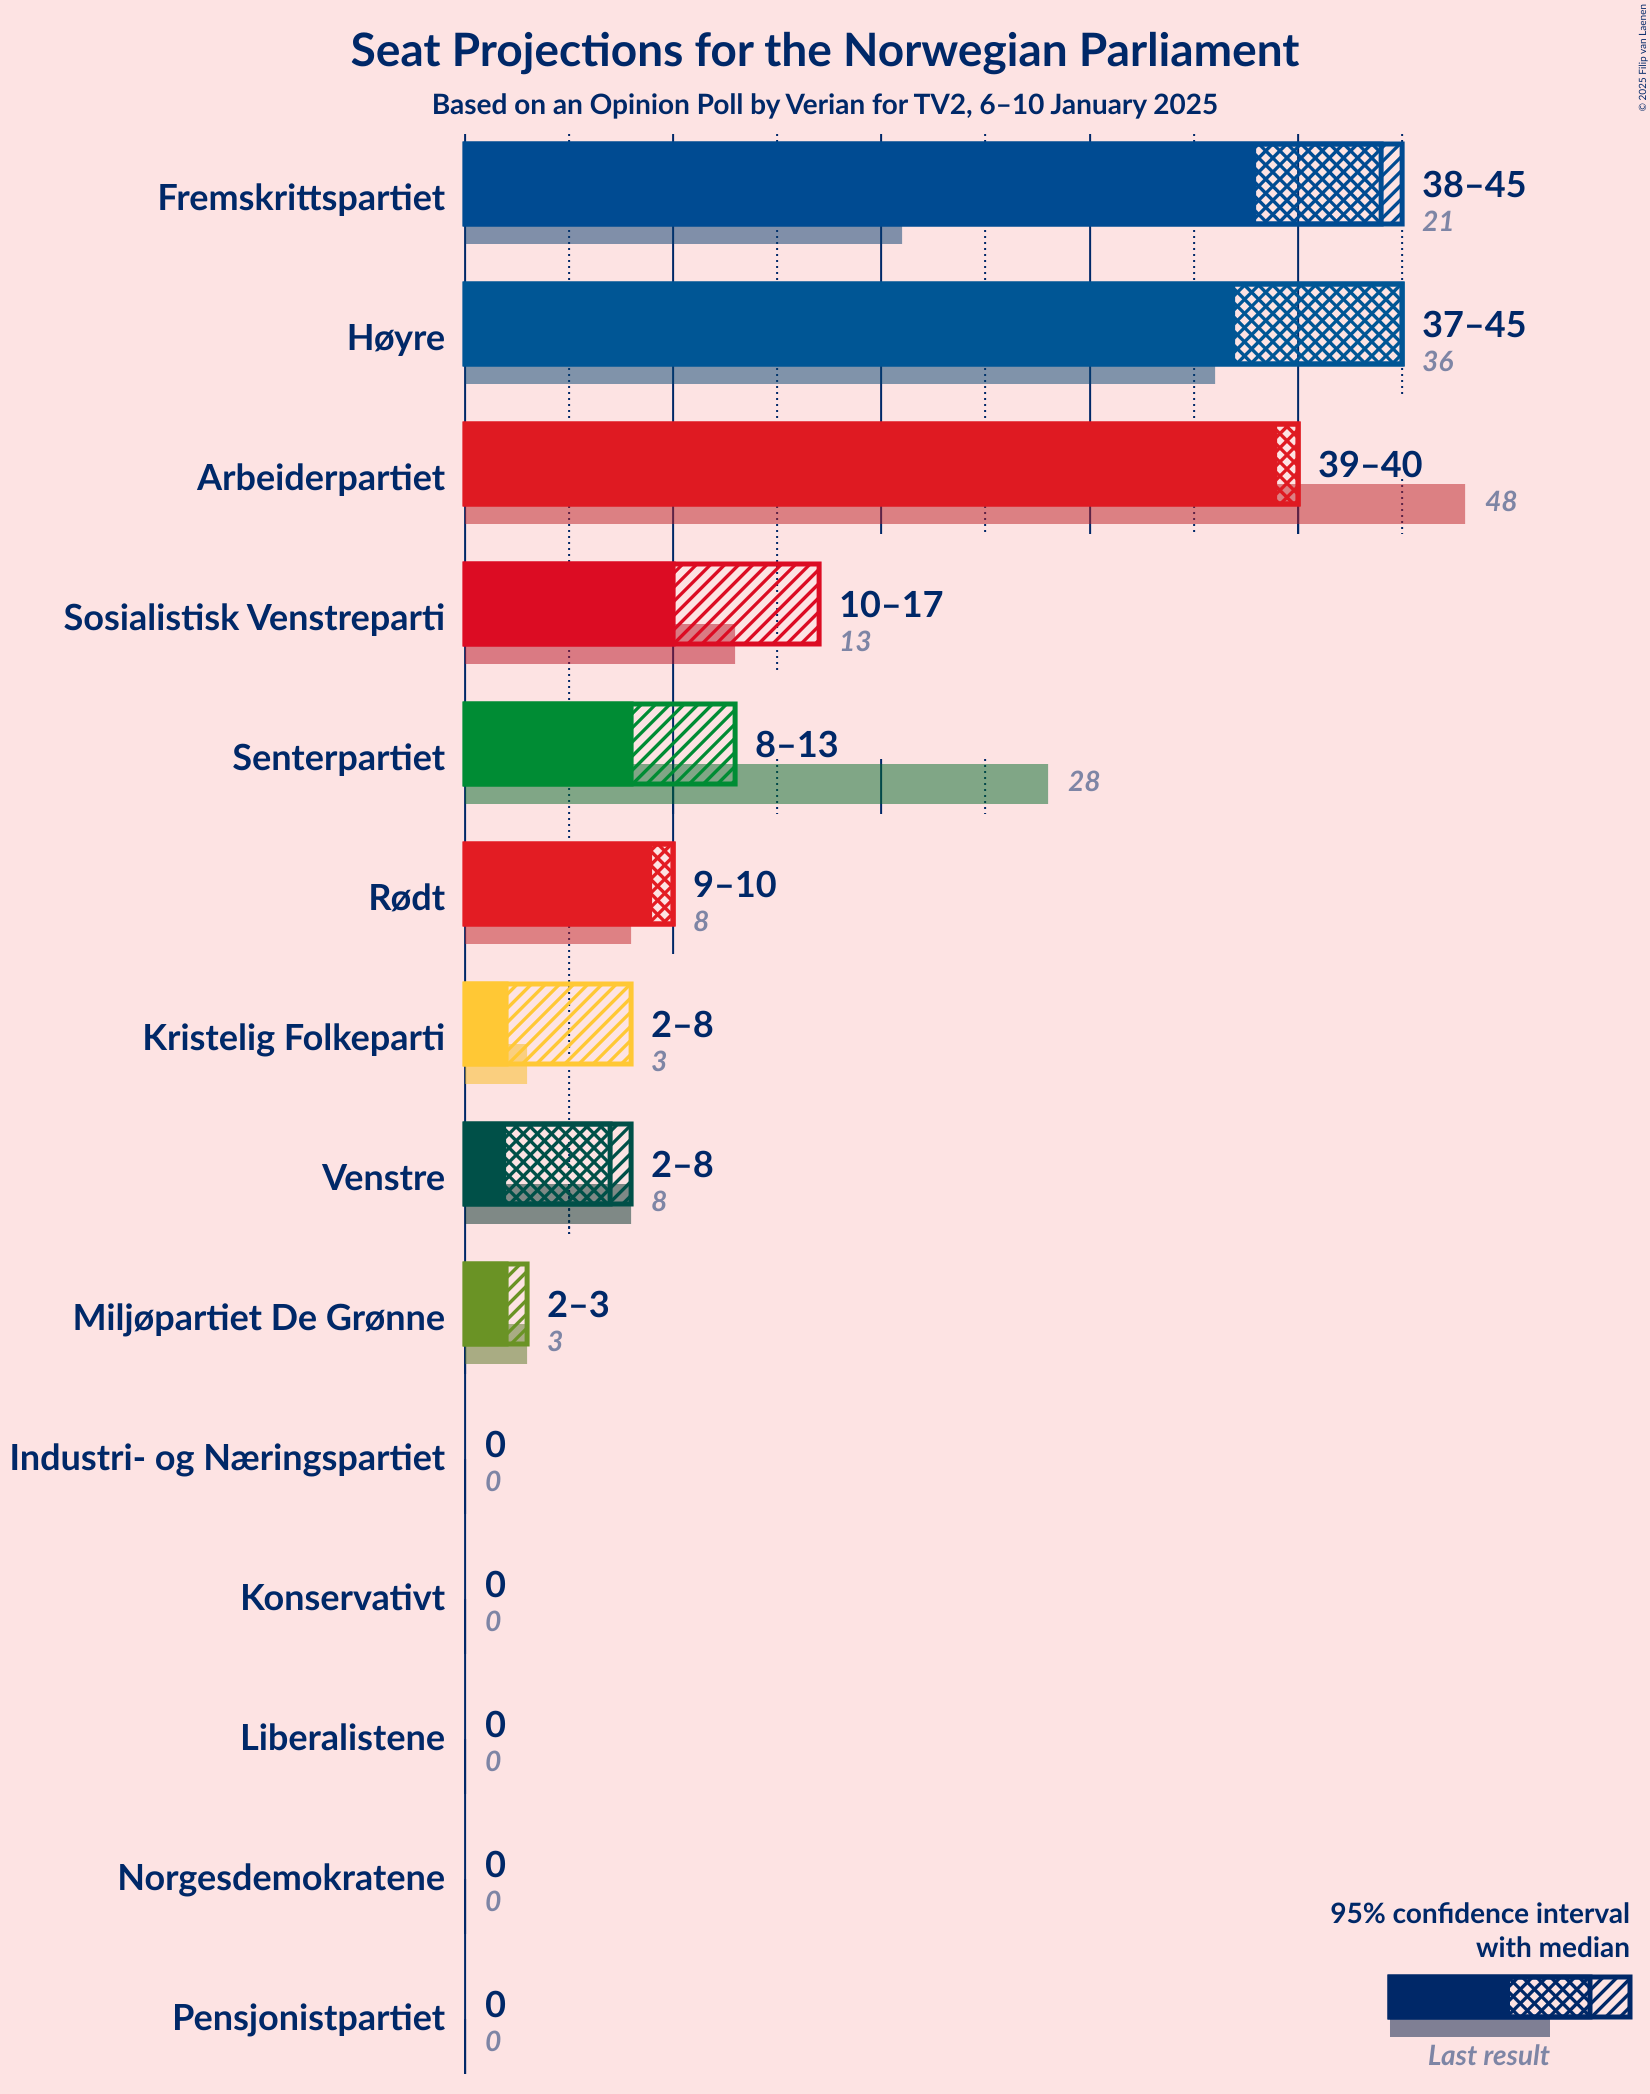 Seat Projections for the Norwegian Parliament
Based on an Opinion Poll by Verian for TV2, 6–10 January 2025
© 2025 Filip van Laenen
Fremskrittspartiet
38–45
21
Høyre
37–45
36
Arbeiderpartiet
39–40
48
Sosialistisk Venstreparti
10–17
13
Senterpartiet
8–13
28
Rødt
9–10
8
Kristelig Folkeparti
2–8
3
Venstre
2–8
8
Miljøpartiet De Grønne
2–3
3
Industri- og Næringspartiet
0
0
Konservativt
0
0
Liberalistene
0
0
Norgesdemokratene
0
0
Pensjonistpartiet
0
0
95% confidence interval
with median
Last result